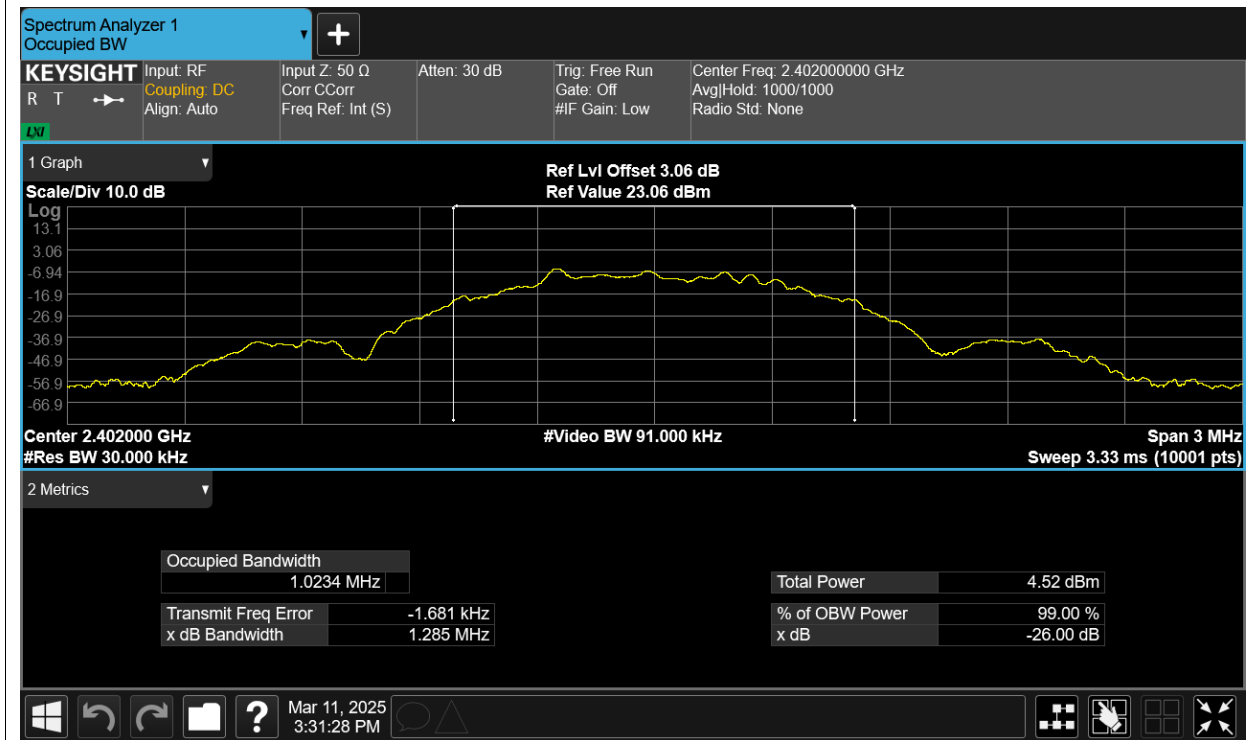 Spectrum Analyzer 1
Occupied BW
KEYSIGHT
R T
LXI
Input: RF
Coupling: DC
Align: Auto
Input Z: 50 Ω
Corr CCorr
Freq Ref: Int (S)
Atten: 30 dB
Trig: Free Run
Gate: Off
#IF Gain: Low
Center Freq: 2.402000000 GHz
Avg|Hold: 1000/1000
Radio Std: None
1 Graph
Scale/Div 10.0 dB
Ref Lvl Offset 3.06 dB
Ref Value 23.06 dBm
Log
13.1
3.06
-6.94
-16.9
-26.9
-36.9
-46.9
-56.9
-66.9
Center 2.402000 GHz
#Res BW 30.000 kHz
#Video BW 91.000 kHz
Span 3 MHz
Sweep 3.33 ms (10001 pts)
2 Metrics
Occupied Bandwidth
1.0234 MHz
Transmit Freq Error -1.681 kHz
x dB Bandwidth 1.285 MHz
Total Power 4.52 dBm
% of OBW Power 99.00 %
x dB -26.00 dB
?
Mar 11, 2025
3:31:28 PM